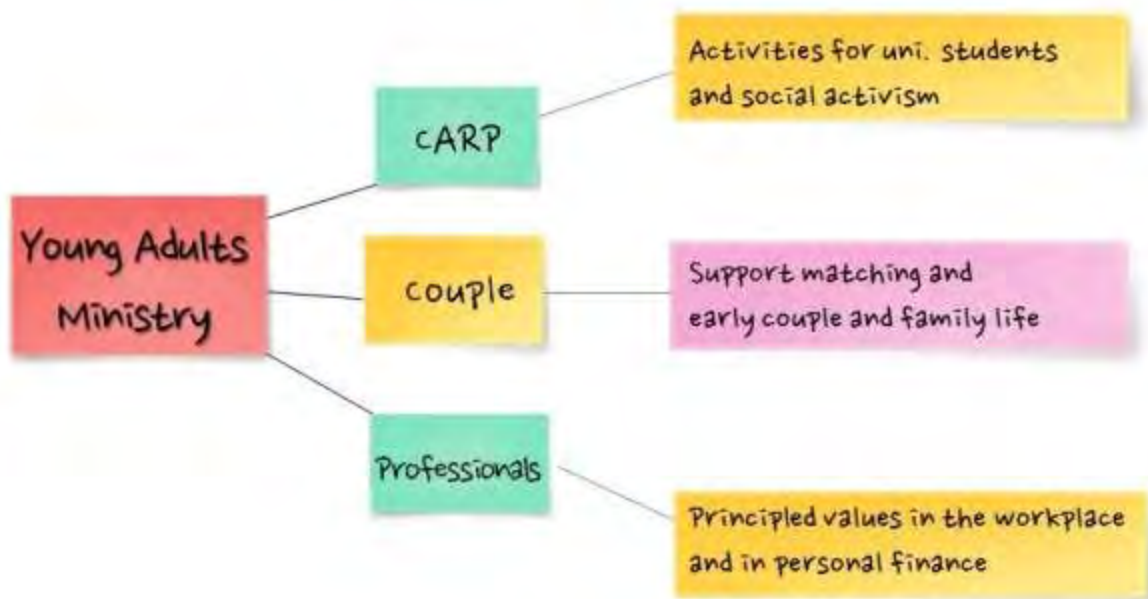 Young Adults
Ministry
CARP
Activities for uni. students
and social activism
Couple
Support matching and
early couple and family life
Professionals
Principled values in the workplace
and in personal finance